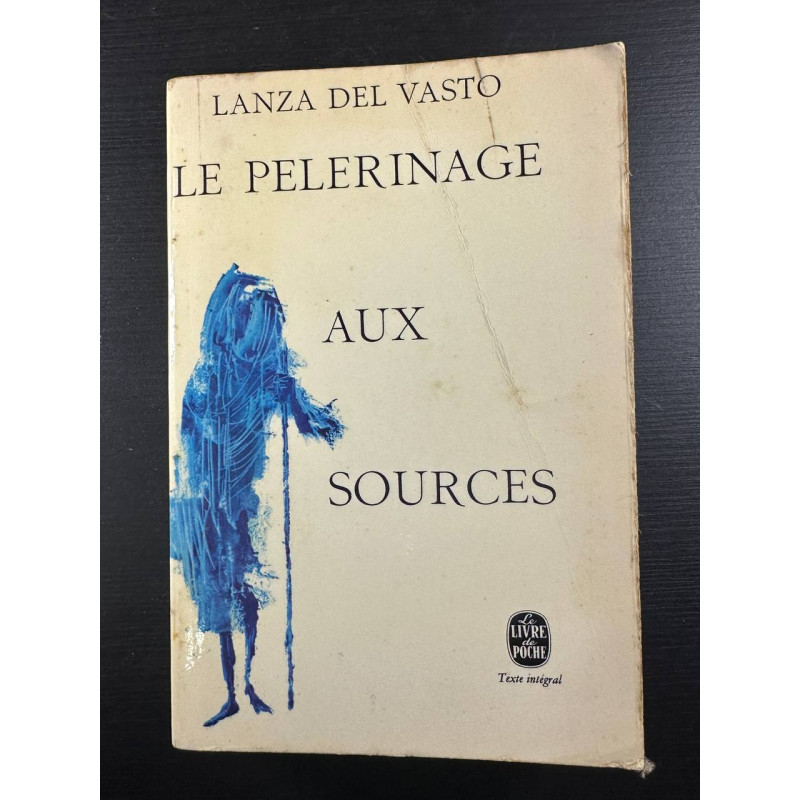 LANZA DEL VASTO
LE PELERINAGE
AUX
SOURCES
Le
LIVRE
de
POCHE
Texte intégral